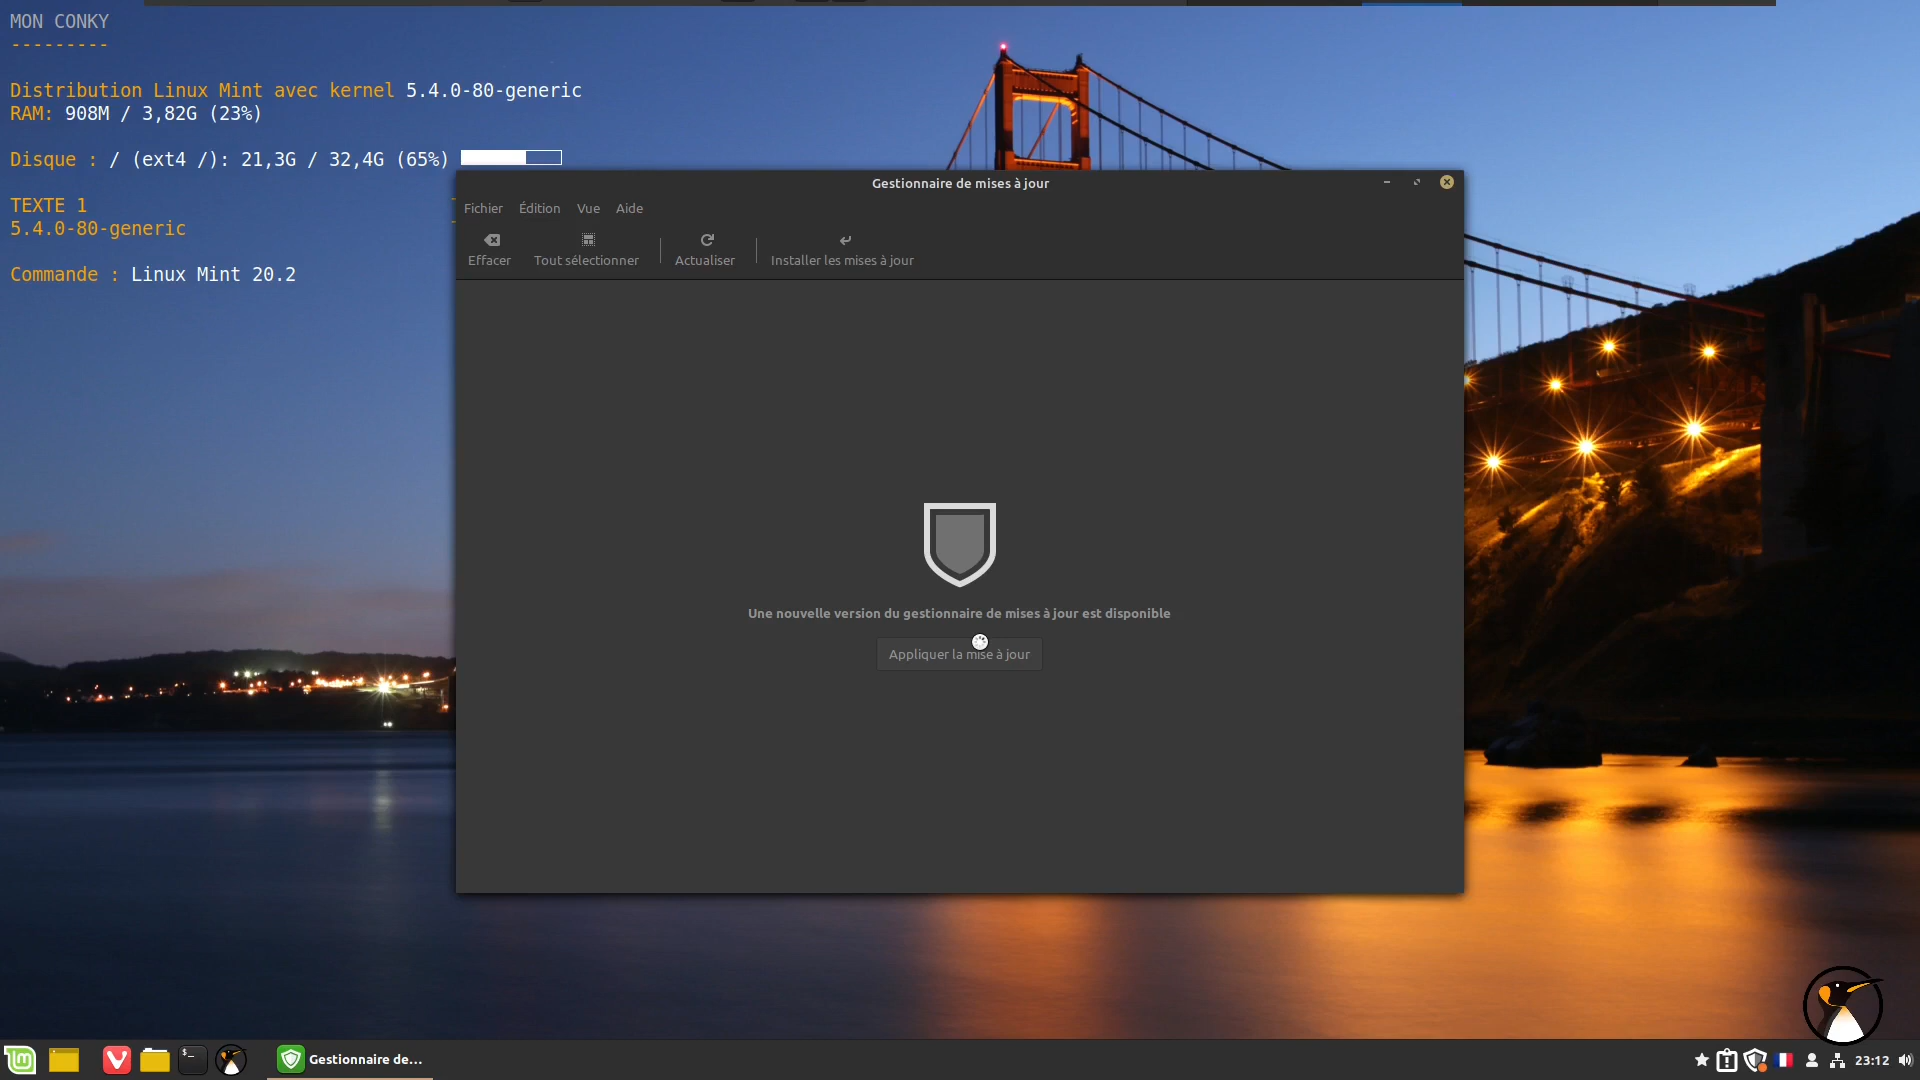 MON CONKY
---------
Distribution Linux Mint avec kernel 5.4.0-80-generic
RAM: 908M / 3,82G (23%)
Disque : / (ext4 /): 21,3G / 32,4G (65%)
TEXTE 1
5.4.0-80-generic
Commande : Linux Mint 20.2
Gestionnaire de mises à jour
Fichier Édition Vue Aide
Effacer Tout sélectionner Actualiser Installer les mises à jour
Une nouvelle version du gestionnaire de mises à jour est disponible
Appliquer la mise à jour
Gestionnaire de...
23:12